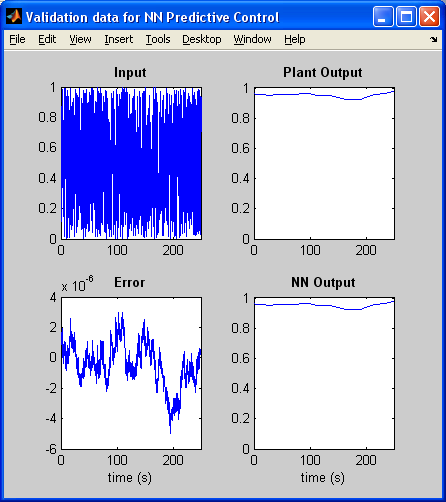 Validation data for NN Predictive Control
File Edit View Insert Tools Desktop Window Help
Input
1
0.8
0.6
0.4
0.2
0
0 100 200
Plant Output
1
0.8
0.6
0.4
0.2
0
0 100 200
Error
x 10^-6
4
2
0
-2
-4
-6
0 100 200
time (s)
NN Output
1
0.8
0.6
0.4
0.2
0
0 100 200
time (s)